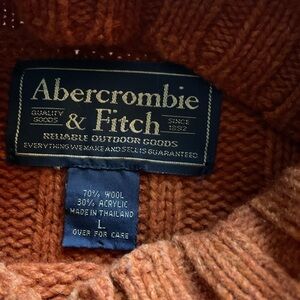 Abercrombie
QUALITY GOODS & Fitch SINCE 1892
RELIABLE OUTDOOR GOODS
EVERYTHING WE MAKE AND SELL IS GUARANTEED
70% WOOL
30% ACRYLIC
MADE IN THAILAND
L
OVER FOR CARE